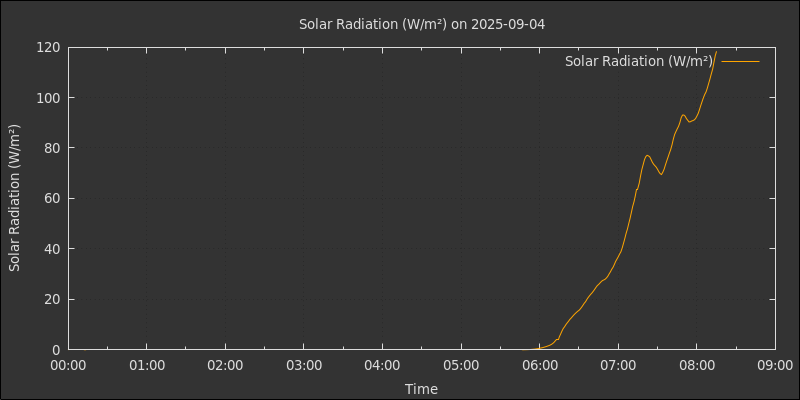 Solar Radiation (W/m²) on 2025-09-04
Solar Radiation (W/m²)
Solar Radiation (W/m²)
120
100
80
60
40
20
0
00:00 01:00 02:00 03:00 04:00 05:00 06:00 07:00 08:00 09:00
Time